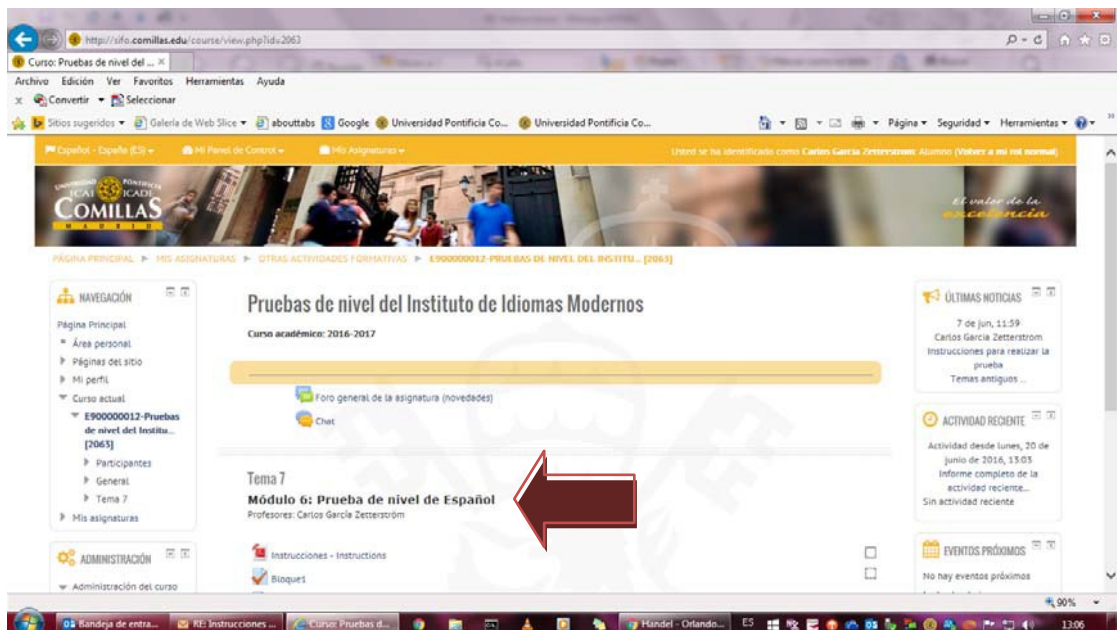 http://sifo.comillas.edu/course/view.php?id=2063
Curso: Pruebas de nivel del ...
Archivo Edición Ver Favoritos Herramientas Ayuda
Convertir Seleccionar
Sitios sugeridos Galería de Web Slice abouttabs Google Universidad Pontificia Co... Universidad Pontificia Co... Página Seguridad Herramientas
Español - España (ES) Mi Panel de Control Mis Asignaturas Usted se ha identificado como Carlos García Zetterstrom: Alumno (Volver a mi rol normal)
UNIVERSIDAD PONTIFICIA
ICAI ICADE
COMILLAS
MADRID
El valor de la
excelencia
PÁGINA PRINCIPAL MIS ASIGNATURAS OTRAS ACTIVIDADES FORMATIVAS E900000012-PRUEBAS DE NIVEL DEL INSTITU... [2063]
NAVEGACIÓN
Página Principal
Área personal
Páginas del sitio
Mi perfil
Curso actual
E900000012-Pruebas
de nivel del Institu...
[2063]
Participantes
General
Tema 7
Mis asignaturas
ADMINISTRACIÓN
Administración del curso
Pruebas de nivel del Instituto de Idiomas Modernos
Curso académico: 2016-2017
Foro general de la asignatura (novedades)
Chat
Tema 7
Módulo 6: Prueba de nivel de Español
Profesores: Carlos García Zetterström
Instrucciones - Instructions
Bloque1
ÚLTIMAS NOTICIAS
7 de jun, 11:59
Carlos Garcia Zetterstrom
Instrucciones para realizar la
prueba
Temas antiguos ...
ACTIVIDAD RECIENTE
Actividad desde lunes, 20 de
junio de 2016, 13:03
Informe completo de la
actividad reciente...
Sin actividad reciente
EVENTOS PRÓXIMOS
No hay eventos próximos
90%
Bandeja de entra... RE: Instrucciones ... Curso: Pruebas d... Handel - Orlando... ES 13:06